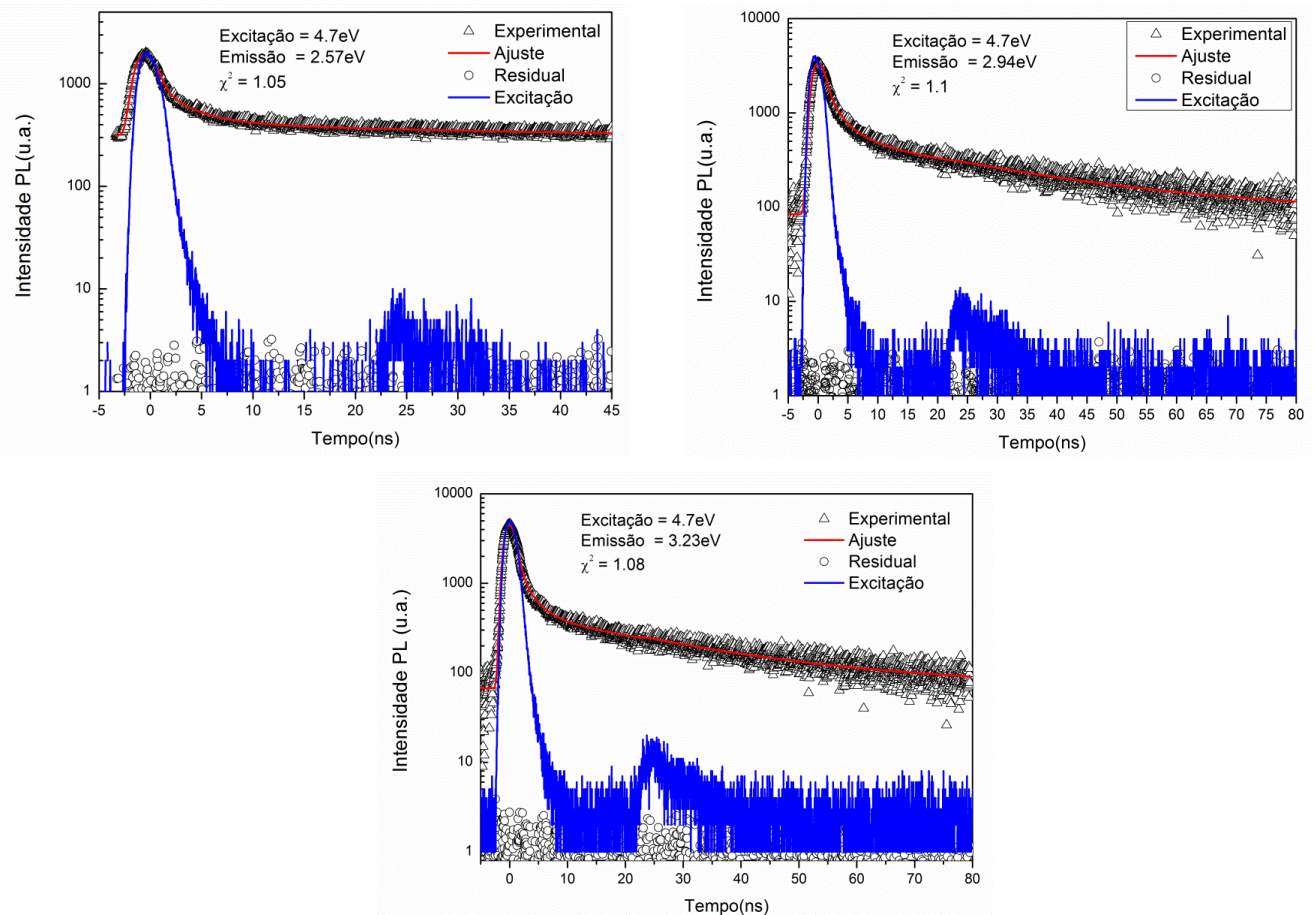 Excitação = 4.7eV
Emissão = 2.57eV
χ² = 1.05
Experimental
Ajuste
Residual
Excitação
Intensidade PL(u.a.)
1000
100
10
1
-5 0 5 10 15 20 25 30 35 40 45
Tempo(ns)
Excitação = 4.7eV
Emissão = 2.94eV
χ² = 1.1
Experimental
Ajuste
Residual
Excitação
Intensidade PL(u.a.)
10000
1000
100
10
1
-5 0 5 10 15 20 25 30 35 40 45 50 55 60 65 70 75 80
Tempo(ns)
Excitação = 4.7eV
Emissão = 3.23eV
χ² = 1.08
Experimental
Ajuste
Residual
Excitação
Intensidade PL (u.a.)
10000
1000
100
10
1
0 10 20 30 40 50 60 70 80
Tempo(ns)